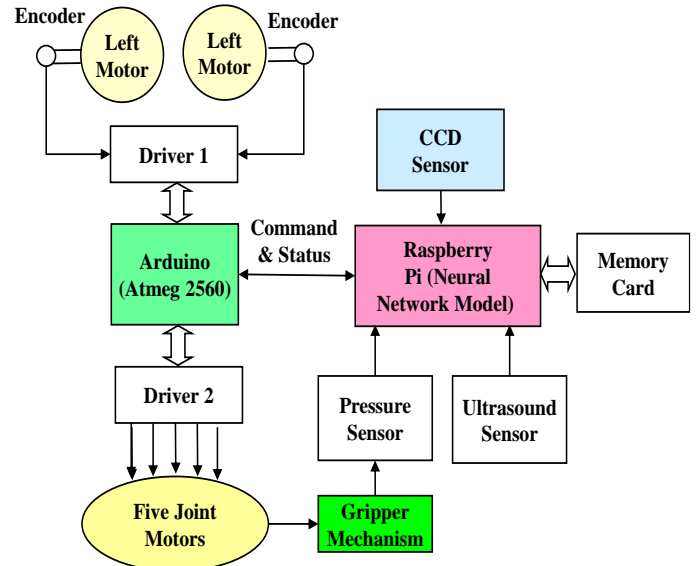 Encoder
Left
Motor
Left
Motor
Encoder
Driver 1
CCD
Sensor
Command
& Status
Arduino
(Atmeg 2560)
Raspberry
Pi (Neural
Network Model)
Memory
Card
Driver 2
Pressure
Sensor
Ultrasound
Sensor
Five Joint
Motors
Gripper
Mechanism